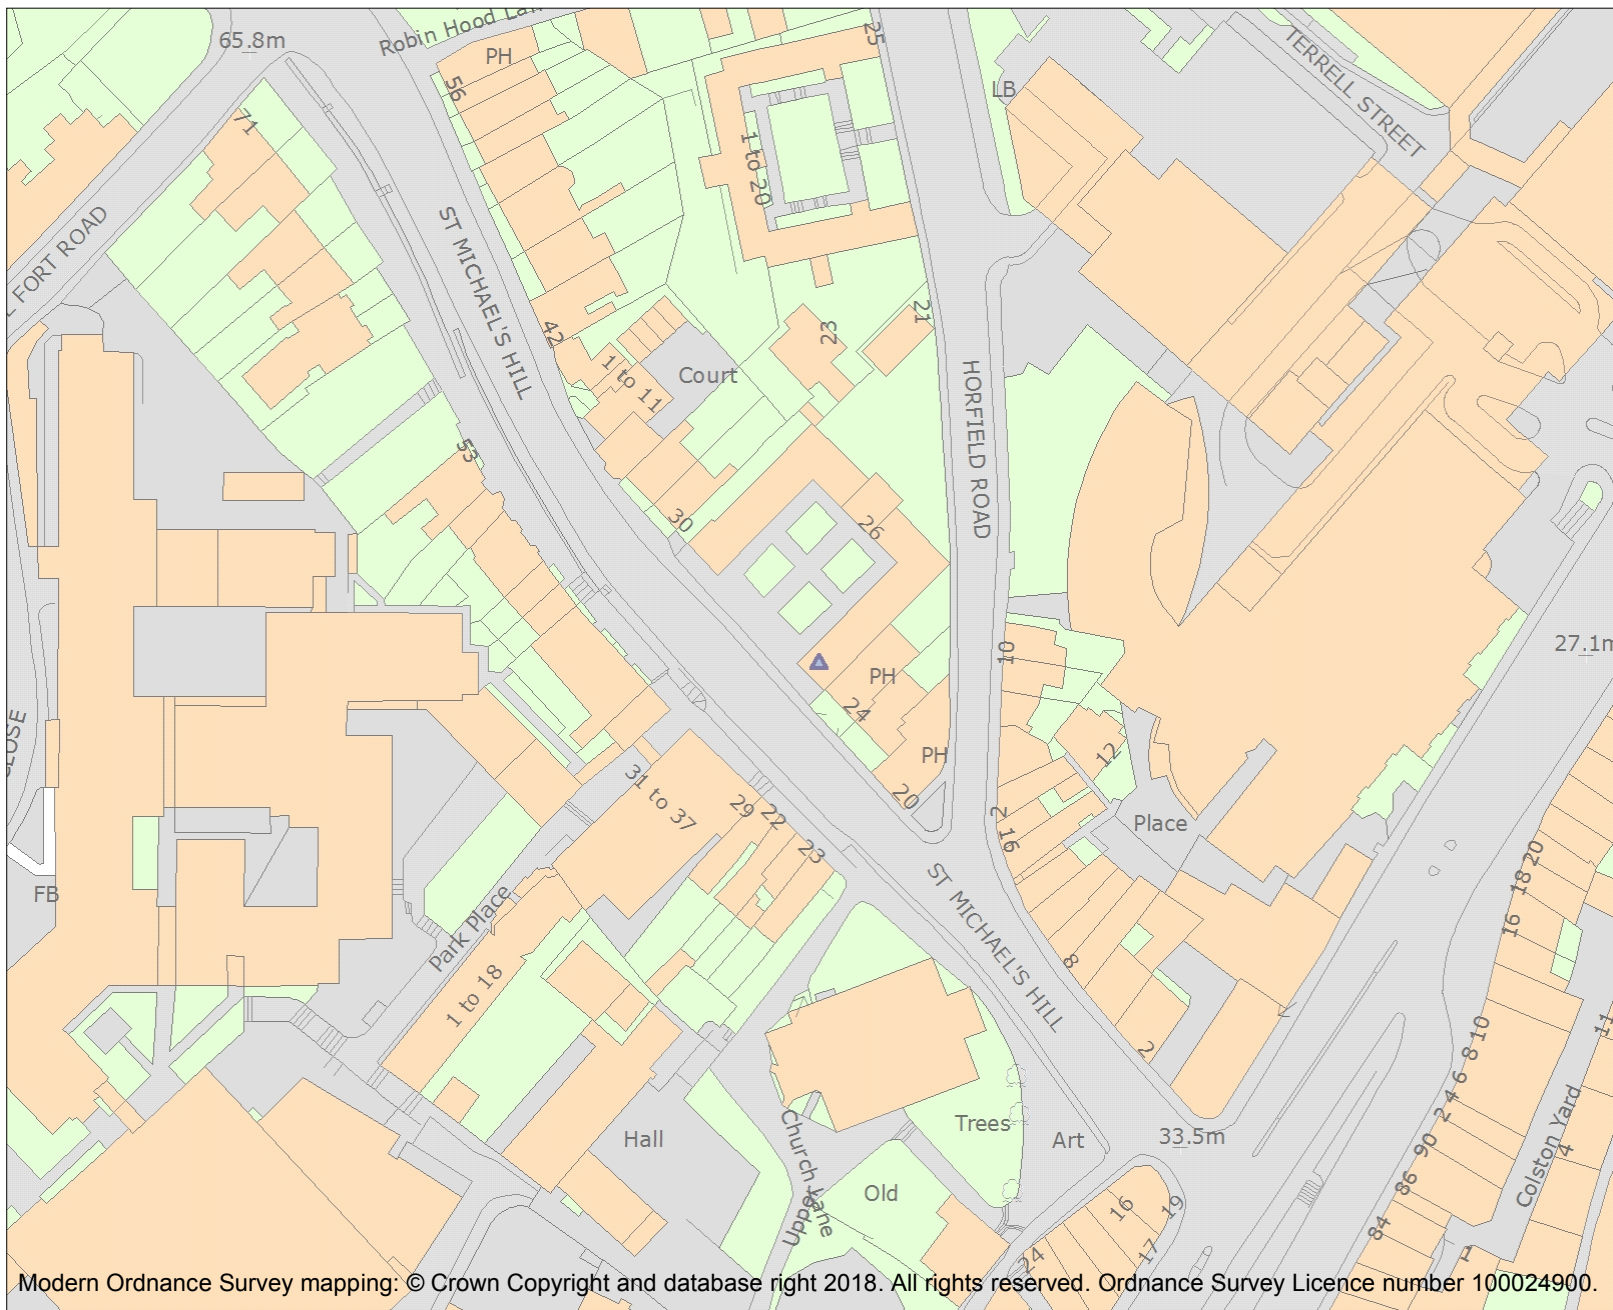 65.8m
Robin Hood Lan
PH
56
25
LB
TERRELL STREET
71
1 to 20
FORT ROAD
ST MICHAEL'S HILL
42
23
21
1 to 11
Court
HORFIELD ROAD
53
30
26
10
27.1m
PH
24
PH
12
CLOSE
31 to 37
29
22
23
20
2
16
Place
FB
Park Place
1 to 18
ST MICHAEL'S HILL
8
18 20
16
2
10
8
6
4
2
11
90
86
84
Colston Yard
4
1
Hall
Church Lane
Upper
Trees
Art
33.5m
Old
16
19
17
24
Modern Ordnance Survey mapping: © Crown Copyright and database right 2018. All rights reserved. Ordnance Survey Licence number 100024900.